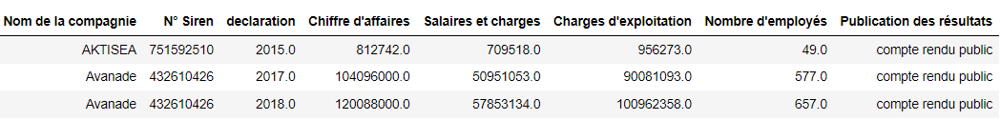 Nom de la compagnie N° Siren declaration Chiffre d'affaires Salaires et charges Charges d'exploitation Nombre d'employés Publication des résultats
AKTISEA 751592510 2015.0 812742.0 709518.0 956273.0 49.0 compte rendu public
Avanade 432610426 2017.0 104096000.0 50951053.0 90081093.0 577.0 compte rendu public
Avanade 432610426 2018.0 120088000.0 57853134.0 100962358.0 657.0 compte rendu public